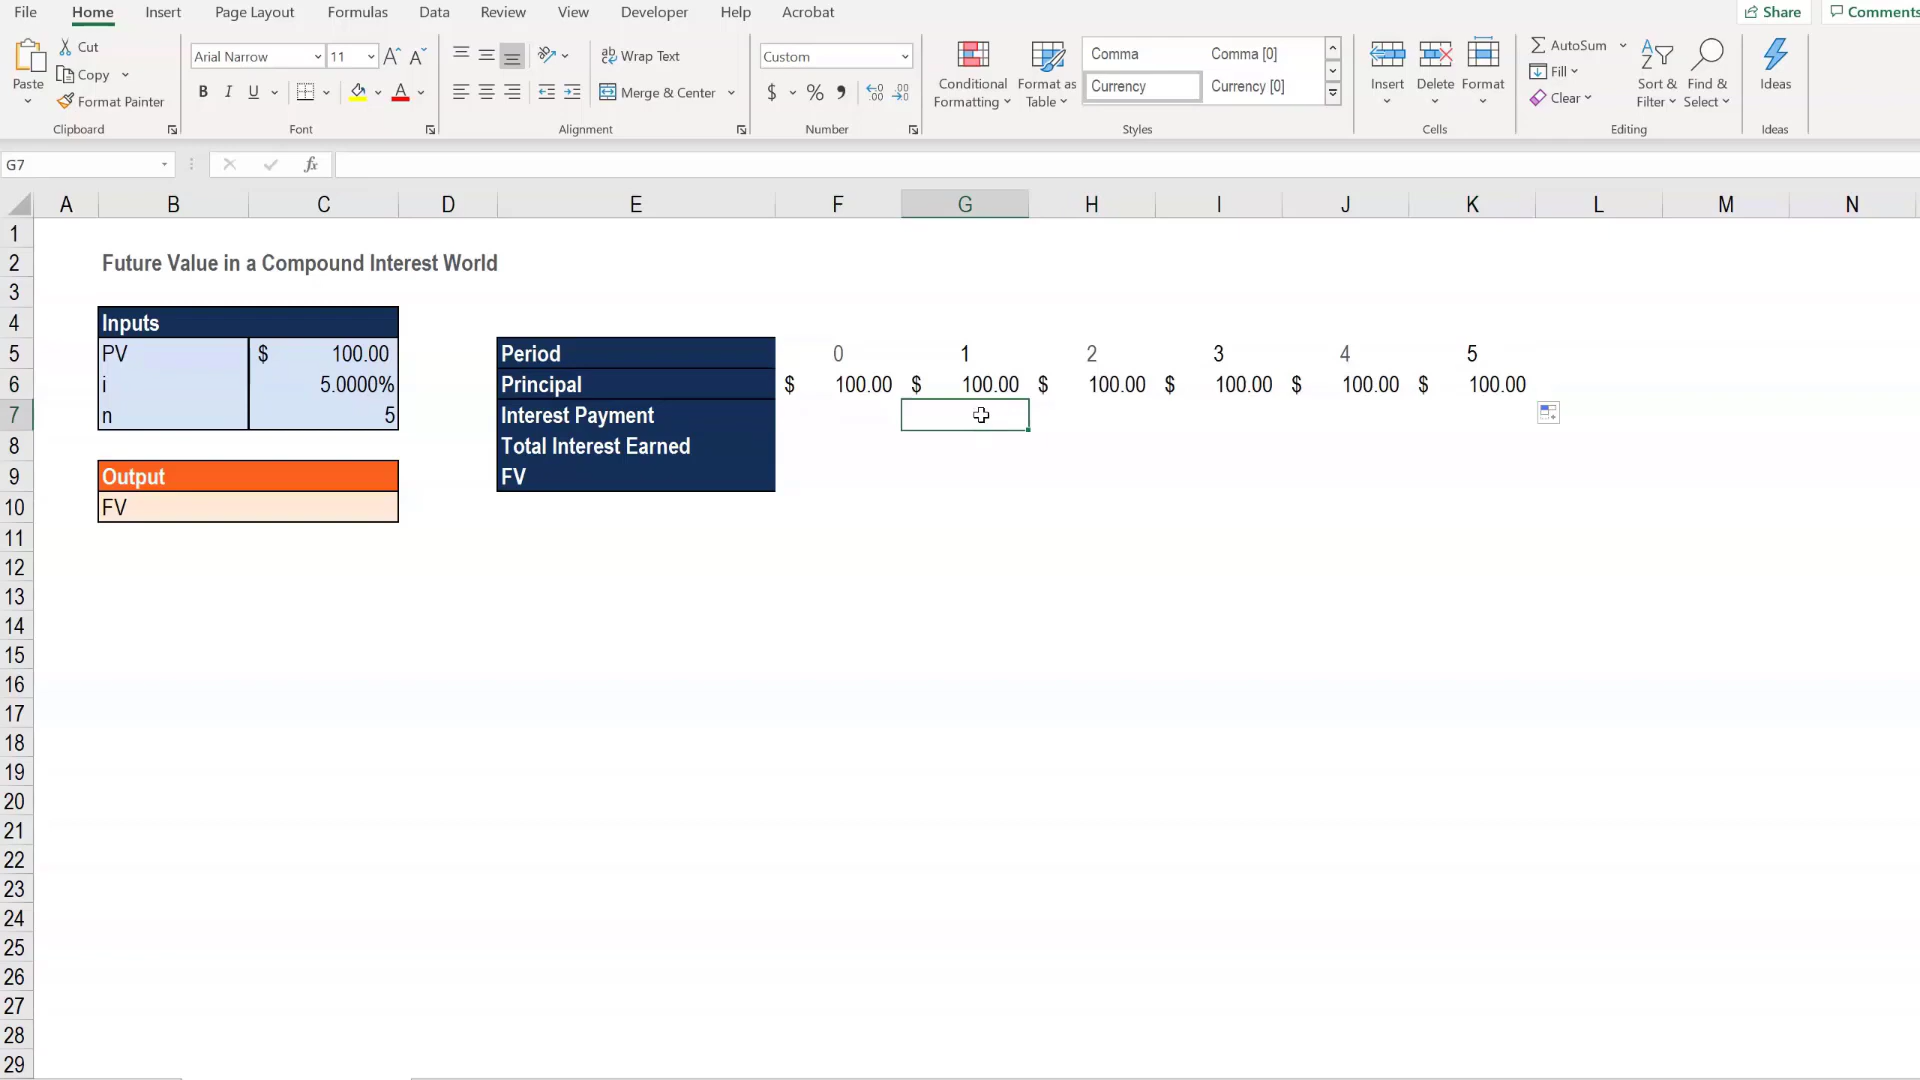 File Home Insert Page Layout Formulas Data Review View Developer Help Acrobat Share Comments
Paste Cut Copy Format Painter Clipboard
Arial Narrow 11 A A B I U A Font
ab Wrap Text Merge & Center Alignment
Custom $ % , .00 .00 Number
Conditional Formatting Format as Table Comma Comma [0] Currency Currency [0] Styles
Insert Delete Format Cells
AutoSum Fill Clear Sort & Filter Find & Select Editing
Ideas Ideas
G7 fx
A B C D E F G H I J K L M N
1
2 Future Value in a Compound Interest World
3
4 Inputs
5 PV $ 100.00 Period 0 1 2 3 4 5
6 i 5.0000% Principal $ 100.00 $ 100.00 $ 100.00 $ 100.00 $ 100.00 $ 100.00
7 n 5 Interest Payment
8 Total Interest Earned
9 Output FV
10 FV
11
12
13
14
15
16
17
18
19
20
21
22
23
24
25
26
27
28
29